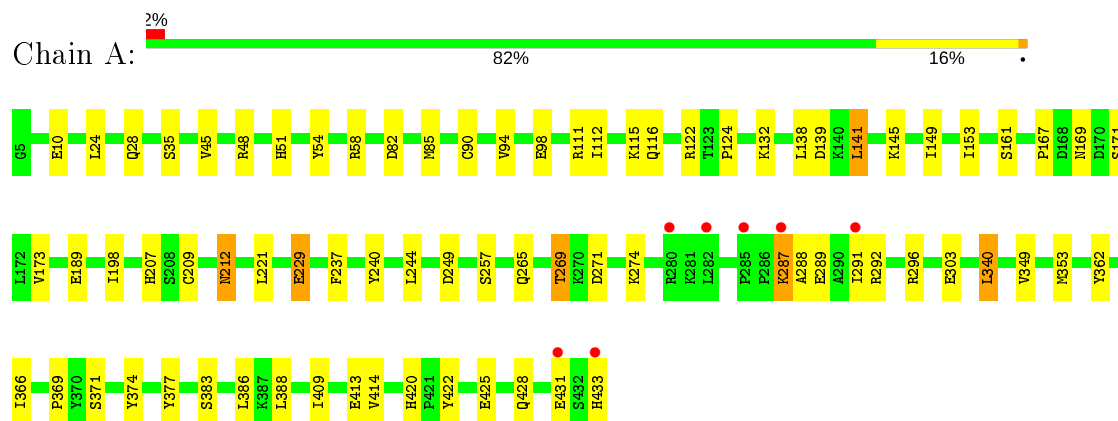 2%
Chain A:
82% 16% •
G5 E10 L24 Q28 S35 V45 R48 H51 Y54 R58 D82 M85 C90 V94 E98 R111 I112 K115 Q116 R122 T123 P124 K132 L138 D139 K140 L141 K145 I149 I153 S161 P167 D168 N169 D170 S171
L172 V173 E189 I198 H207 S208 C209 N212 L221 E229 F237 Y240 L244 D249 S257 Q265 T269 K270 D271 K274 R280 K281 L282 P285 P286 K287 A288 E289 A290 I291 R292 R296 E303 L340 V349 M353 Y362
I366 P369 Y370 S371 Y374 Y377 S383 L386 K387 L388 I409 E413 V414 H420 P421 Y422 E425 Q428 E431 S432 H433